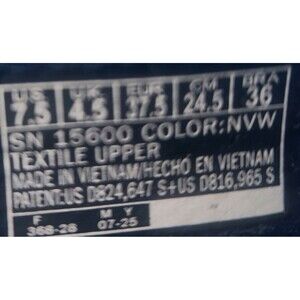 US UK EUR CM BRA
7.5 4.5 37.5 24.5 36
SN 15600 COLOR:NVW
TEXTILE UPPER
MADE IN VIETNAM/HECHO EN VIETNAM
PATENT:US D824,647 S+US D816,965 S
F M Y
368-2B 07-25